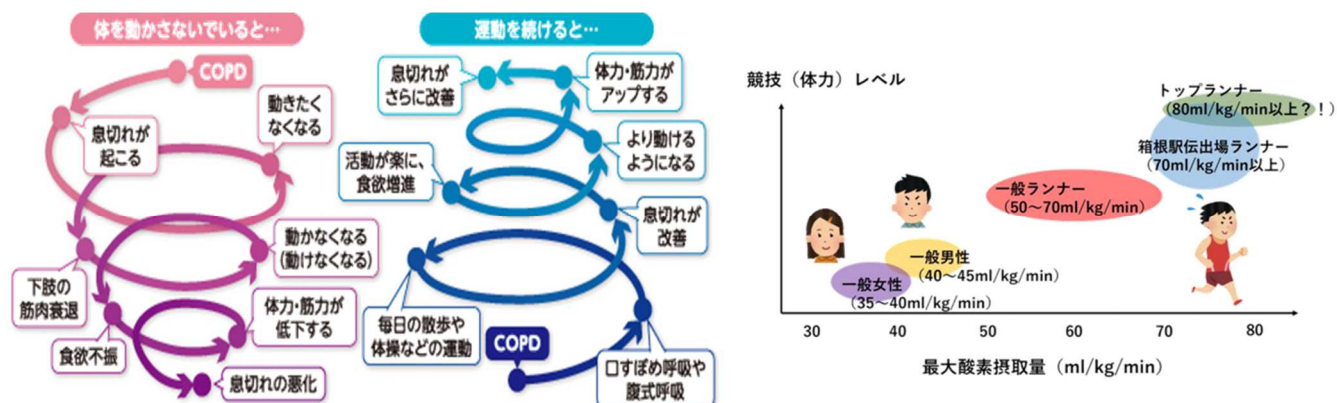 体を動かさないでいると…
COPD
息切れが
起こる
動きたく
なくなる
下肢の
筋肉衰退
動かなくなる
(動けなくなる)
食欲不振
体力・筋力が
低下する
息切れの悪化
運動を続けると…
息切れが
さらに改善
体力・筋力が
アップする
より動ける
ようになる
活動が楽に、
食欲増進
息切れが
改善
毎日の散歩や
体操などの運動
COPD
口すぼめ呼吸や
腹式呼吸
競技（体力）レベル
トップランナー
（80ml/kg/min以上？！）
箱根駅伝出場ランナー
（70ml/kg/min以上）
一般ランナー
（50～70ml/kg/min）
一般男性
（40～45ml/kg/min）
一般女性
（35～40ml/kg/min）
30 40 50 60 70 80
最大酸素摂取量（ml/kg/min）